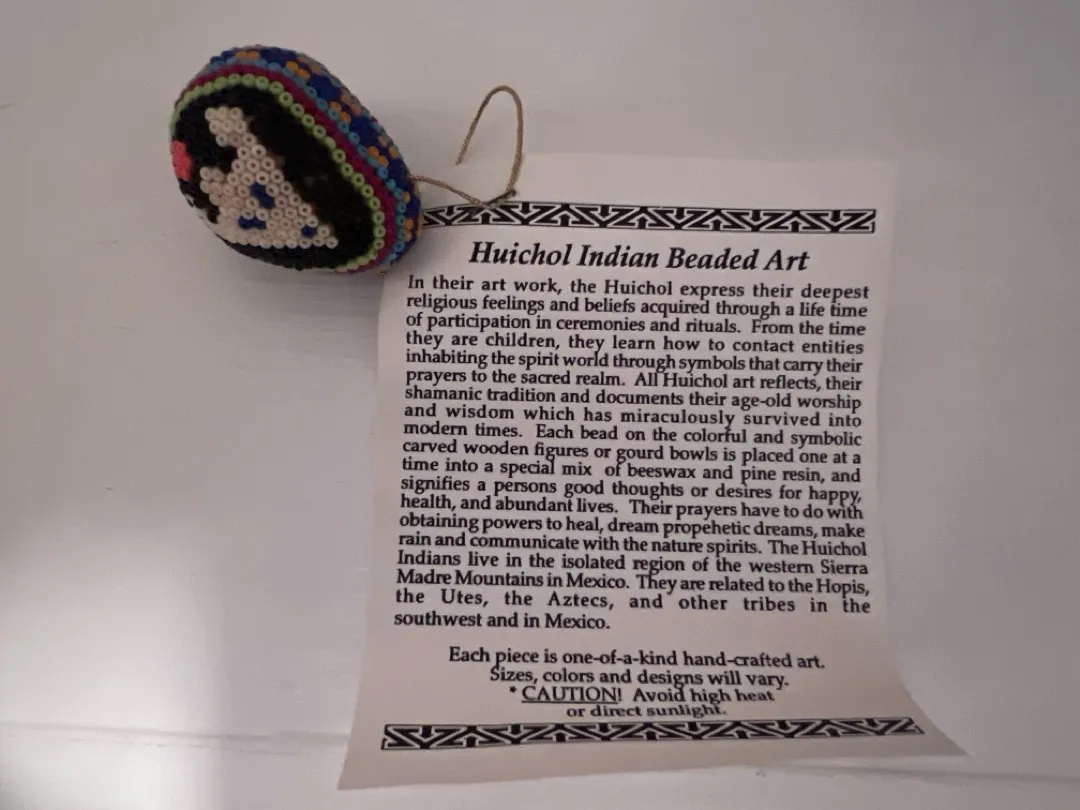 Huichol Indian Beaded Art
In their art work, the Huichol express their deepest
religious feelings and beliefs acquired through a life time
of participation in ceremonies and rituals. From the time
they are children, they learn how to contact entities
inhabiting the spirit world through symbols that carry their
prayers to the sacred realm. All Huichol art reflects, their
shamanic tradition and documents their age-old worship
and wisdom which has miraculously survived into
modern times. Each bead on the colorful and symbolic
carved wooden figures or gourd bowls is placed one at a
time into a special mix of beeswax and pine resin, and
signifies a persons good thoughts or desires for happy,
health, and abundant lives. Their prayers have to do with
obtaining powers to heal, dream propehetic dreams, make
rain and communicate with the nature spirits. The Huichol
Indians live in the isolated region of the western Sierra
Madre Mountains in Mexico. They are related to the Hopis,
the Utes, the Aztecs, and other tribes in the
southwest and in Mexico.
Each piece is one-of-a-kind hand-crafted art.
Sizes, colors and designs will vary.
* CAUTION! Avoid high heat
or direct sunlight.